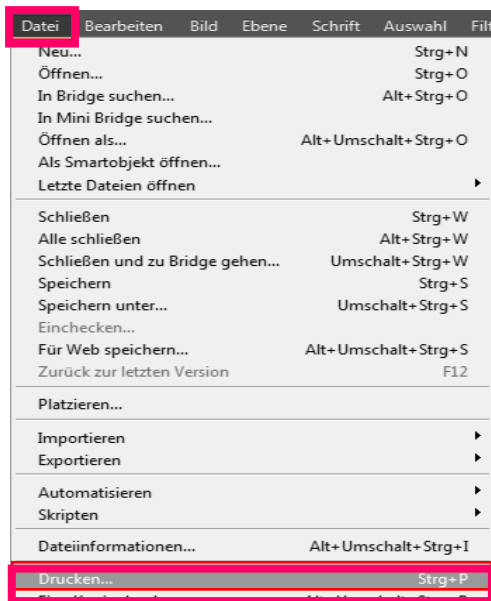 Datei Bearbeiten Bild Ebene Schrift Auswahl
Neu... Strg+N
Öffnen... Strg+O
In Bridge suchen... Alt+Strg+O
In Mini Bridge suchen...
Öffnen als... Alt+Umschalt+Strg+O
Als Smartobjekt öffnen...
Letzte Dateien öffnen
Schließen Strg+W
Alle schließen Alt+Strg+W
Schließen und zu Bridge gehen... Umschalt+Strg+W
Speichern Strg+S
Speichern unter... Umschalt+Strg+S
Einchecken...
Für Web speichern... Alt+Umschalt+Strg+S
Zurück zur letzten Version F12
Platzieren...
Importieren
Exportieren
Automatisieren
Skripten
Dateiinformationen... Alt+Umschalt+Strg+I
Drucken... Strg+P